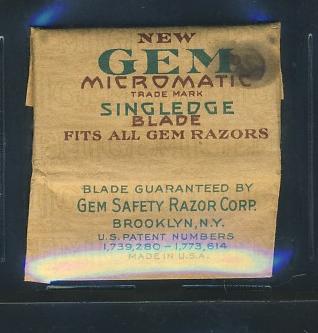 NEW
GEM
MICROMATIC
TRADE MARK
SINGLEDGE
BLADE
FITS ALL GEM RAZORS
BLADE GUARANTEED BY
GEM SAFETY RAZOR CORP.
BROOKLYN, N.Y.
U.S. PATENT NUMBERS
1,739,280 - 1,773,614
MADE IN U.S.A.